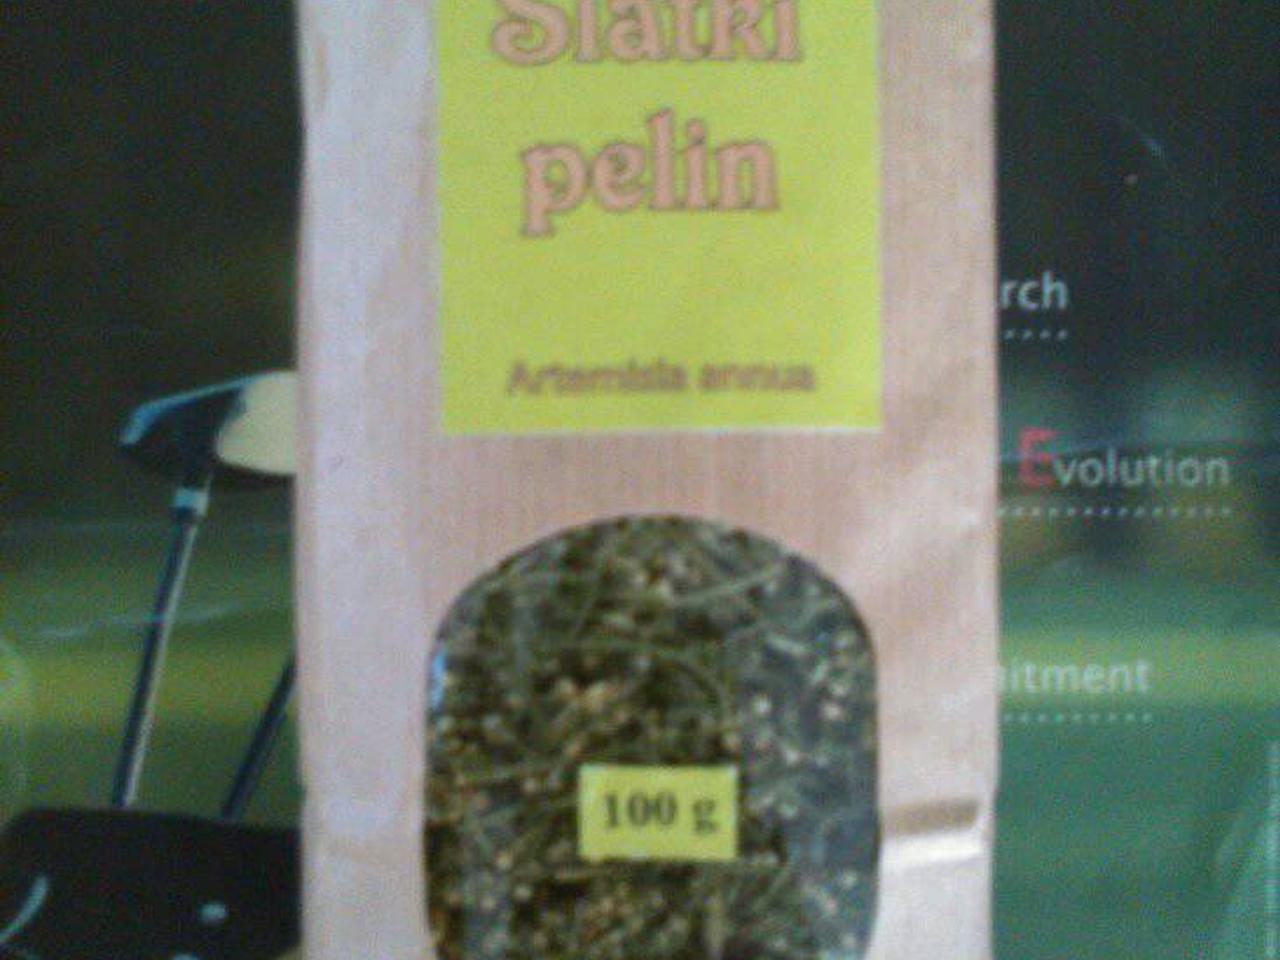 Slatki
pelin
Artemisia annua
100 g
rch
Evolution
itment